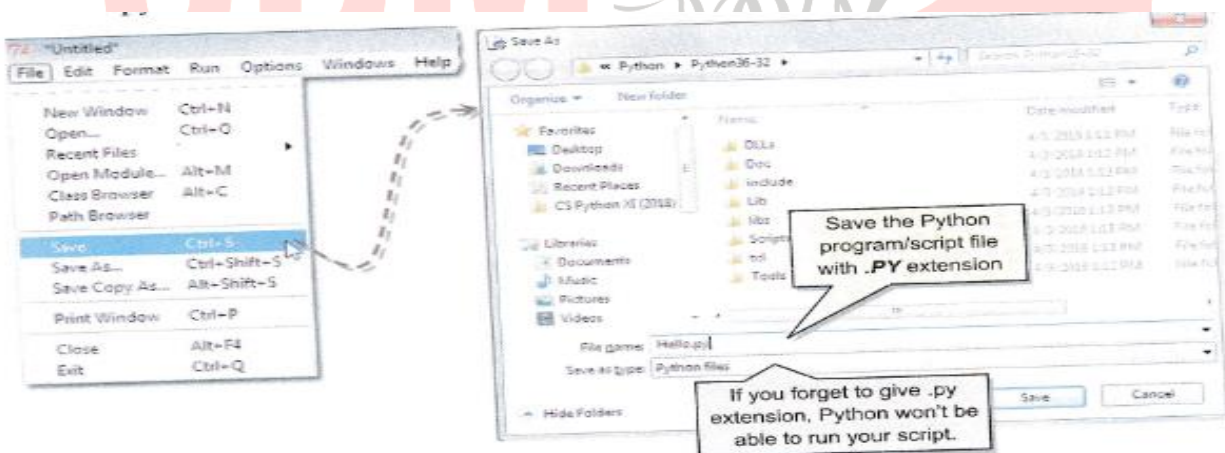 "Untitled"
File Edit Format Run Options Windows Help
New Window Ctrl+N
Open... Ctrl+O
Recent Files
Open Module... Alt+M
Class Browser Alt+C
Path Browser
Save Ctrl+S
Save As... Ctrl+Shift+S
Save Copy As... Alt+Shift+S
Print Window Ctrl+P
Close Alt+F4
Exit Ctrl+Q
Save As
« Python ▸ Python36-32 ▸
Search Python36-32
Organize New folder
Name Date modified Type
Favorites
Desktop
Downloads
Recent Places
CS Python XI (2018)
Libraries
Documents
Music
Pictures
Videos
DLLs
Doc
include
Lib
libs
Scripts
tcl
Tools
Save the Python
program/script file
with .PY extension
File name: Hello.py
Save as type: Python files
If you forget to give .py
extension, Python won't be
able to run your script.
Hide Folders
Save Cancel